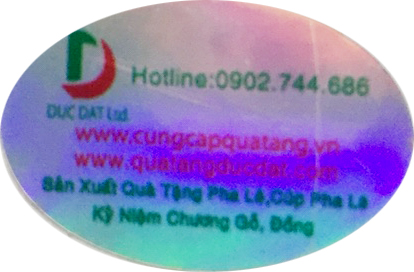 Hotline:0902.744.686
DUC DAT Ltd.
www.cungcapquatang.vn
www.quatangducdat.com
Sản Xuất Quà Tặng Pha Lê,Cúp Pha Lê
Kỷ Niệm Chương Gỗ, Đồng